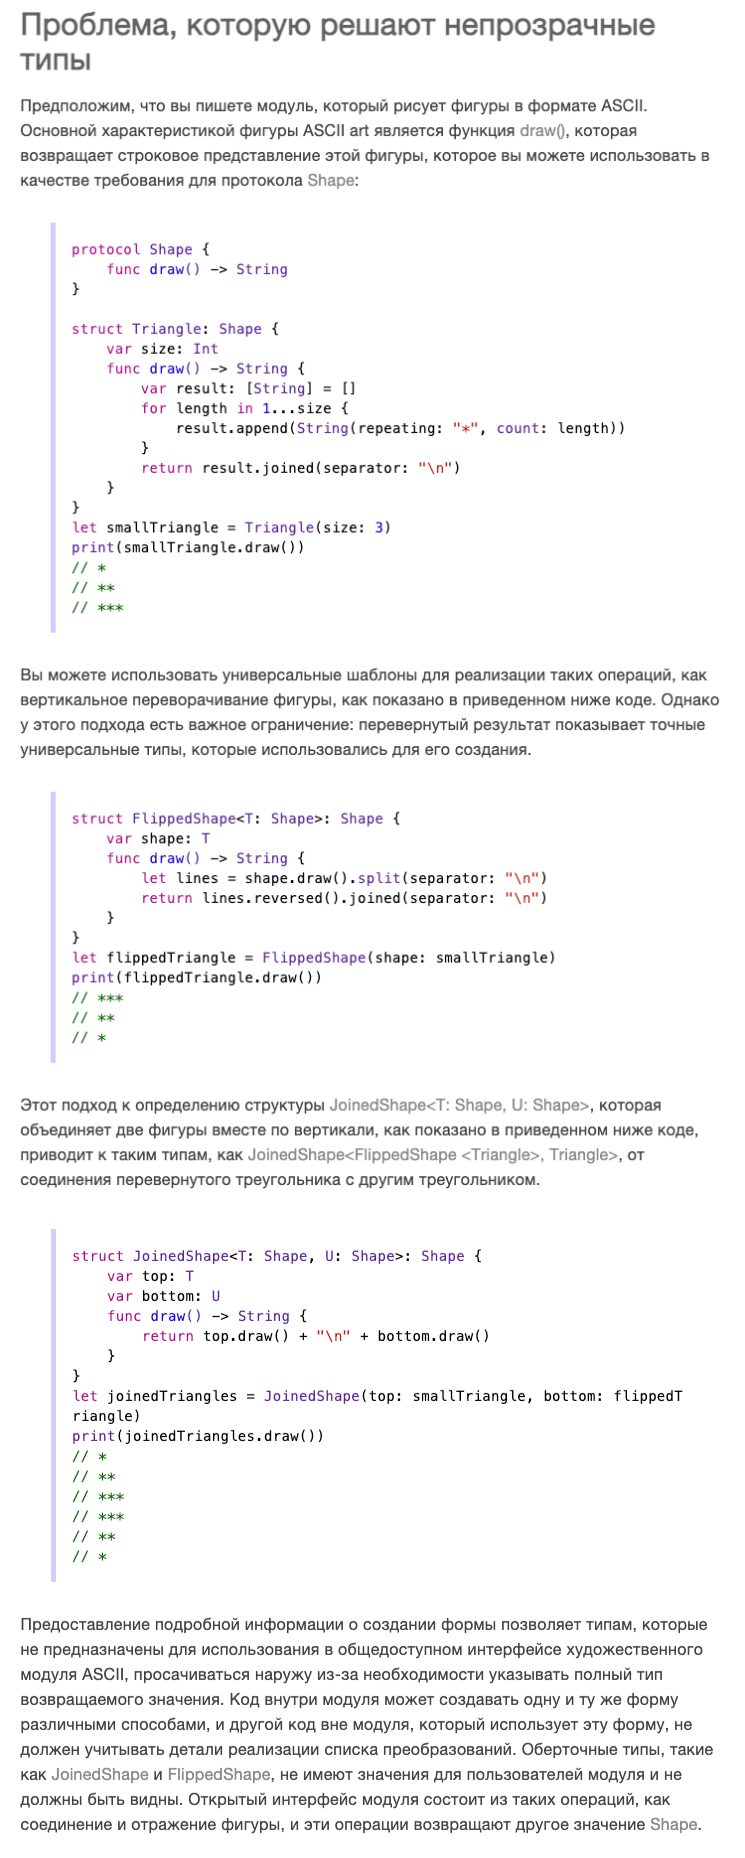 Проблема, которую решают непрозрачные
типы
Предположим, что вы пишете модуль, который рисует фигуры в формате ASCII.
Основной характеристикой фигуры ASCII art является функция draw(), которая
возвращает строковое представление этой фигуры, которое вы можете использовать в
качестве требования для протокола Shape:
protocol Shape {
    func draw() -> String
}

struct Triangle: Shape {
    var size: Int
    func draw() -> String {
        var result: [String] = []
        for length in 1...size {
            result.append(String(repeating: "*", count: length))
        }
        return result.joined(separator: "\n")
    }
}
let smallTriangle = Triangle(size: 3)
print(smallTriangle.draw())
// *
// **
// ***
Вы можете использовать универсальные шаблоны для реализации таких операций, как
вертикальное переворачивание фигуры, как показано в приведенном ниже коде. Однако
у этого подхода есть важное ограничение: перевернутый результат показывает точные
универсальные типы, которые использовались для его создания.
struct FlippedShape<T: Shape>: Shape {
    var shape: T
    func draw() -> String {
        let lines = shape.draw().split(separator: "\n")
        return lines.reversed().joined(separator: "\n")
    }
}
let flippedTriangle = FlippedShape(shape: smallTriangle)
print(flippedTriangle.draw())
// ***
// **
// *
Этот подход к определению структуры JoinedShape<T: Shape, U: Shape>, которая
объединяет две фигуры вместе по вертикали, как показано в приведенном ниже коде,
приводит к таким типам, как JoinedShape<FlippedShape <Triangle>, Triangle>, от
соединения перевернутого треугольника с другим треугольником.
struct JoinedShape<T: Shape, U: Shape>: Shape {
    var top: T
    var bottom: U
    func draw() -> String {
        return top.draw() + "\n" + bottom.draw()
    }
}
let joinedTriangles = JoinedShape(top: smallTriangle, bottom: flippedT
riangle)
print(joinedTriangles.draw())
// *
// **
// ***
// ***
// **
// *
Предоставление подробной информации о создании формы позволяет типам, которые
не предназначены для использования в общедоступном интерфейсе художественного
модуля ASCII, просачиваться наружу из-за необходимости указывать полный тип
возвращаемого значения. Код внутри модуля может создавать одну и ту же форму
различными способами, и другой код вне модуля, который использует эту форму, не
должен учитывать детали реализации списка преобразований. Оберточные типы, такие
как JoinedShape и FlippedShape, не имеют значения для пользователей модуля и не
должны быть видны. Открытый интерфейс модуля состоит из таких операций, как
соединение и отражение фигуры, и эти операции возвращают другое значение Shape.